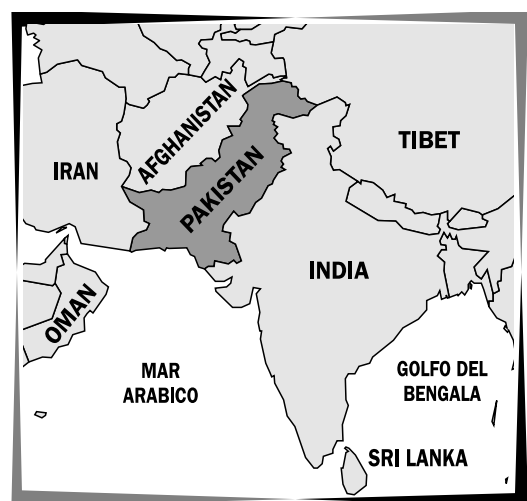 AFGHANISTAN
TIBET
IRAN
PAKISTAN
INDIA
OMAN
MAR
ARABICO
GOLFO DEL
BENGALA
SRI LANKA